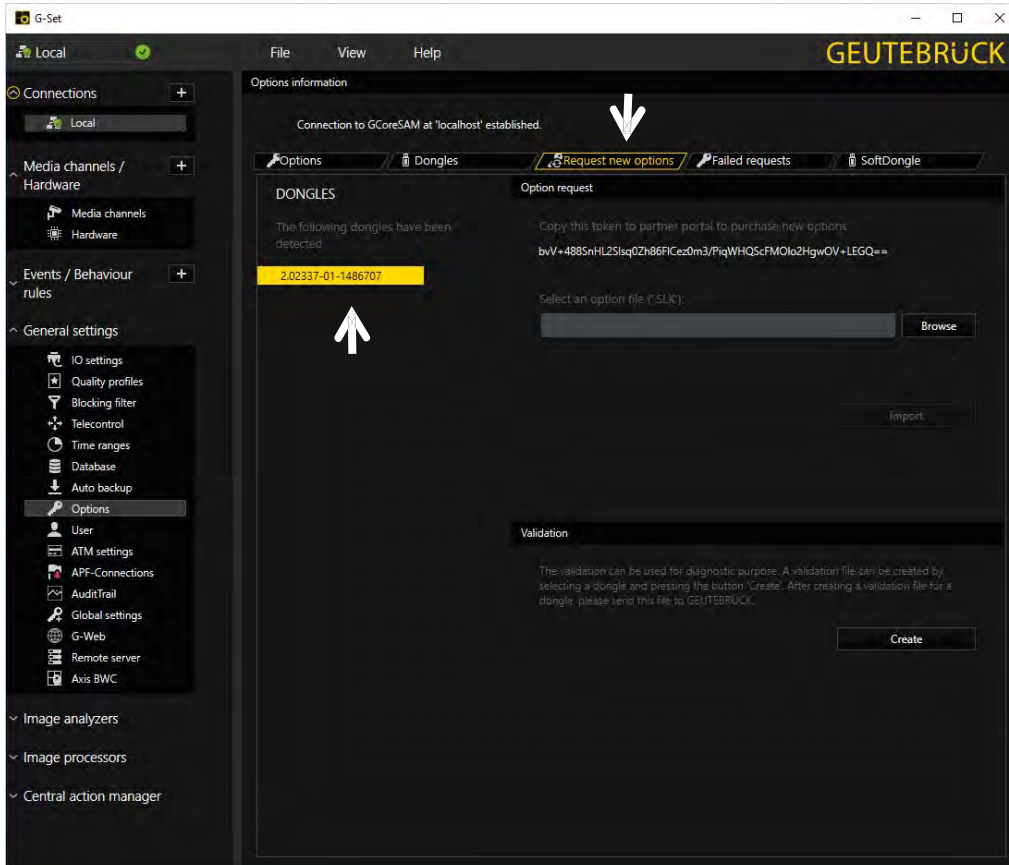 G-Set
Local
File View Help
GEUTEBRÜCK
Connections +
Local
Media channels / Hardware +
Media channels
Hardware
Events / Behaviour rules +
General settings
IO settings
Quality profiles
Blocking filter
Telecontrol
Time ranges
Database
Auto backup
Options
User
ATM settings
APF-Connections
AuditTrail
Global settings
G-Web
Remote server
Axis BWC
Image analyzers
Image processors
Central action manager
Options information
Connection to GCoreSAM at 'localhost' established.
Options Dongles Request new options Failed requests SoftDongle
DONGLES
The following dongles have been
detected
2.02337-01-1486707
Option request
Copy this token to partner portal to purchase new options
Select an option file ('.SLK'):
Browse
Import
Validation
The validation can be used for diagnostic purpose. A validation file can be created by
selecting a dongle and pressing the button 'Create'. After creating a validation file for a
dongle, please send this file to GEUTEBRÜCK.
Create